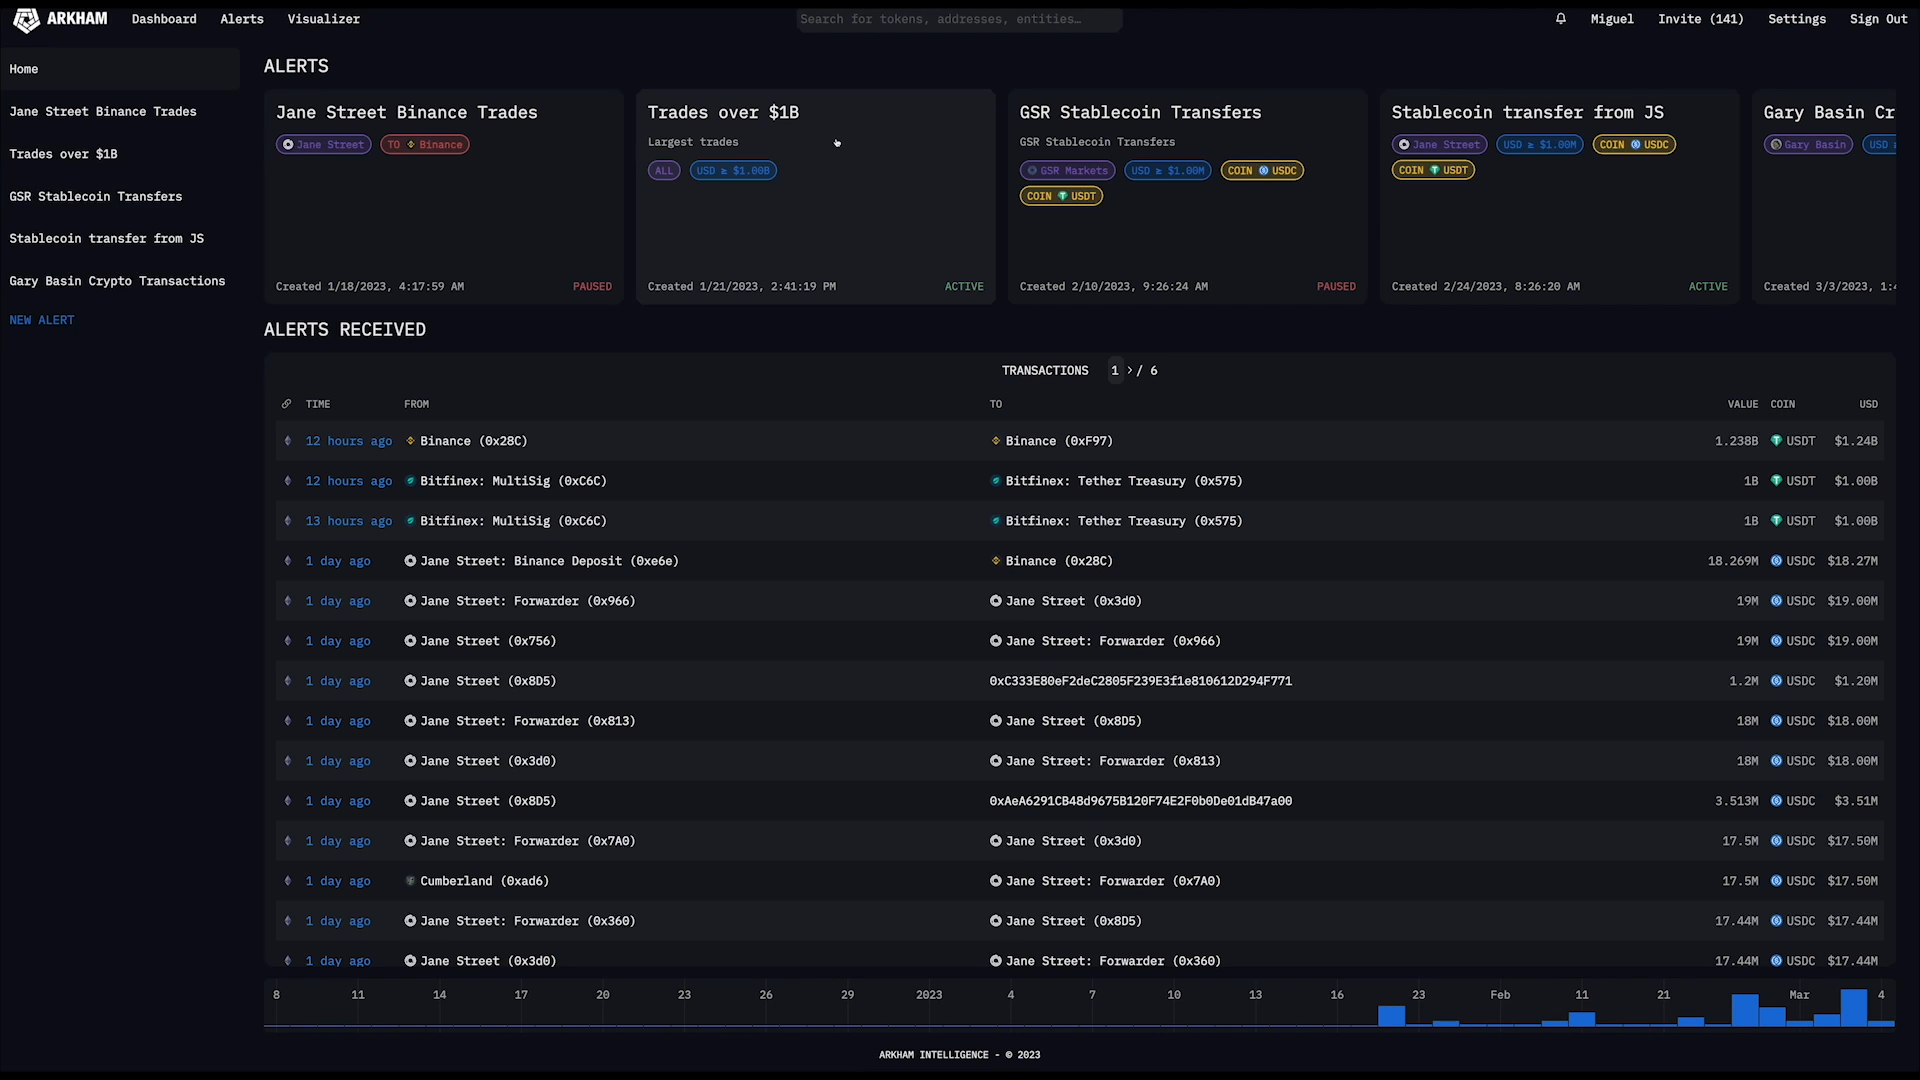 ARKHAM Dashboard Alerts Visualizer Search for tokens, addresses, entities… Miguel Invite (141) Settings Sign Out
Home
Jane Street Binance Trades
Trades over $1B
GSR Stablecoin Transfers
Stablecoin transfer from JS
Gary Basin Crypto Transactions
NEW ALERT
ALERTS
Jane Street Binance Trades
Jane Street TO Binance
Created 1/18/2023, 4:17:59 AM PAUSED
Trades over $1B
Largest trades
ALL USD ≥ $1.00B
Created 1/21/2023, 2:41:19 PM ACTIVE
GSR Stablecoin Transfers
GSR Stablecoin Transfers
GSR Markets USD ≥ $1.00M COIN USDC
COIN USDT
Created 2/10/2023, 9:26:24 AM PAUSED
Stablecoin transfer from JS
Jane Street USD ≥ $1.00M COIN USDC
COIN USDT
Created 2/24/2023, 8:26:20 AM ACTIVE
Gary Basin Cr
Gary Basin USD
Created 3/3/2023, 1:4
ALERTS RECEIVED
TRANSACTIONS 1 > / 6
TIME FROM TO VALUE COIN USD
12 hours ago Binance (0x28C) Binance (0xF97) 1.238B USDT $1.24B
12 hours ago Bitfinex: MultiSig (0xC6C) Bitfinex: Tether Treasury (0x575) 1B USDT $1.00B
13 hours ago Bitfinex: MultiSig (0xC6C) Bitfinex: Tether Treasury (0x575) 1B USDT $1.00B
1 day ago Jane Street: Binance Deposit (0xe6e) Binance (0x28C) 18.269M USDC $18.27M
1 day ago Jane Street: Forwarder (0x966) Jane Street (0x3d0) 19M USDC $19.00M
1 day ago Jane Street (0x756) Jane Street: Forwarder (0x966) 19M USDC $19.00M
1 day ago Jane Street (0x8D5) 0xC333E80eF2deC2805F239E3f1e810612D294F771 1.2M USDC $1.20M
1 day ago Jane Street: Forwarder (0x813) Jane Street (0x8D5) 18M USDC $18.00M
1 day ago Jane Street (0x3d0) Jane Street: Forwarder (0x813) 18M USDC $18.00M
1 day ago Jane Street (0x8D5) 0xAeA6291CB48d9675B120F74E2F0b0De01dB47a00 3.513M USDC $3.51M
1 day ago Jane Street: Forwarder (0x7A0) Jane Street (0x3d0) 17.5M USDC $17.50M
1 day ago Cumberland (0xad6) Jane Street: Forwarder (0x7A0) 17.5M USDC $17.50M
1 day ago Jane Street: Forwarder (0x360) Jane Street (0x8D5) 17.44M USDC $17.44M
1 day ago Jane Street (0x3d0) Jane Street: Forwarder (0x360) 17.44M USDC $17.44M
8 11 14 17 20 23 26 29 2023 4 7 10 13 16 23 Feb 11 21 Mar 4
ARKHAM INTELLIGENCE - © 2023